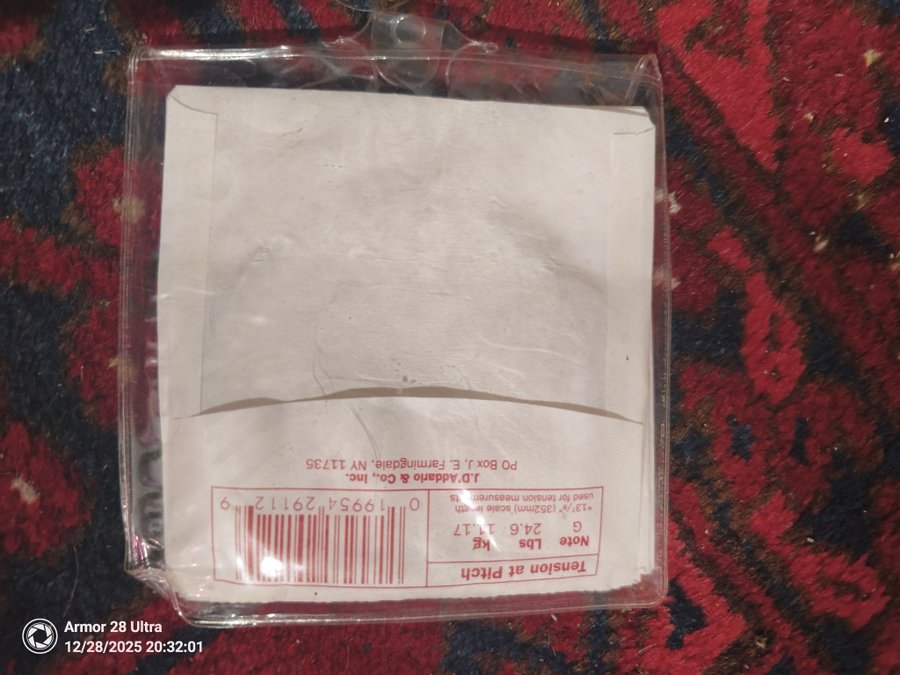 Tension at Pitch
Note Lbs kg
G 24.6 11.17
*13⅞" (352mm) scale length
used for tension measurements
0 19954 29112 9
J.D'Addario & Co., Inc.
PO Box J, E. Farmingdale, NY 11735
Armor 28 Ultra
12/28/2025 20:32:01